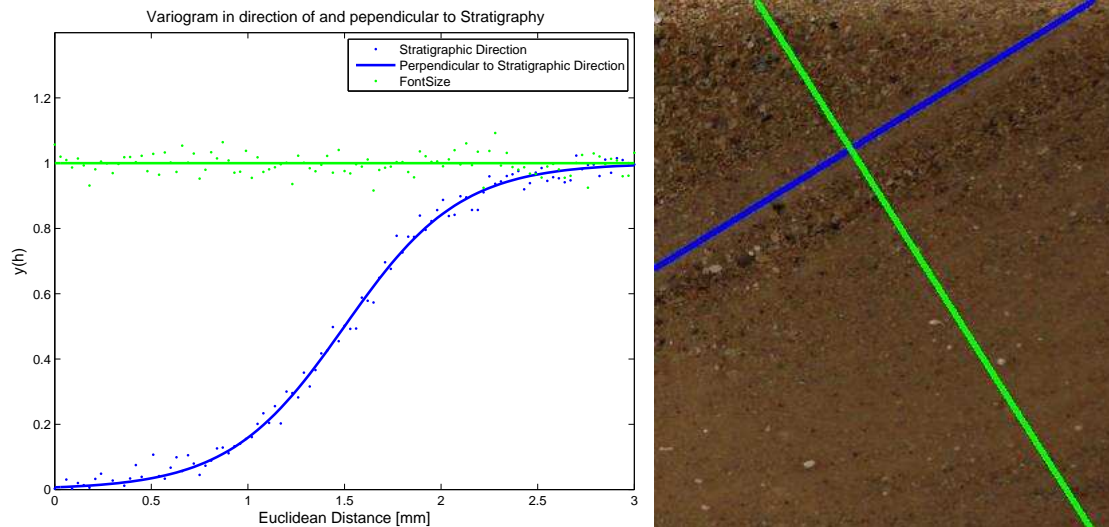 Variogram in direction of and perpendicular to Stratigraphy
Stratigraphic Direction
Perpendicular to Stratigraphic Direction
FontSize
1.2
1
0.8
0.6
0.4
0.2
0
y(h)
0 0.5 1 1.5 2 2.5 3
Euclidean Distance [mm]